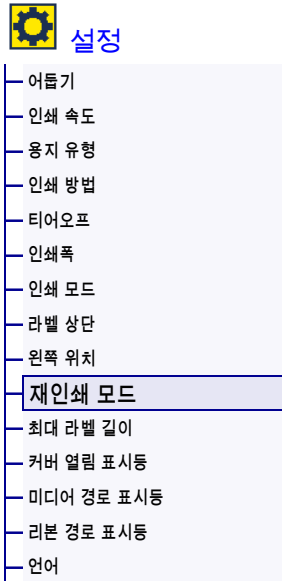 설정
어둡기
인쇄 속도
용지 유형
인쇄 방법
티어오프
인쇄폭
인쇄 모드
라벨 상단
왼쪽 위치
재인쇄 모드
최대 라벨 길이
커버 열림 표시등
미디어 경로 표시등
리본 경로 표시등
언어